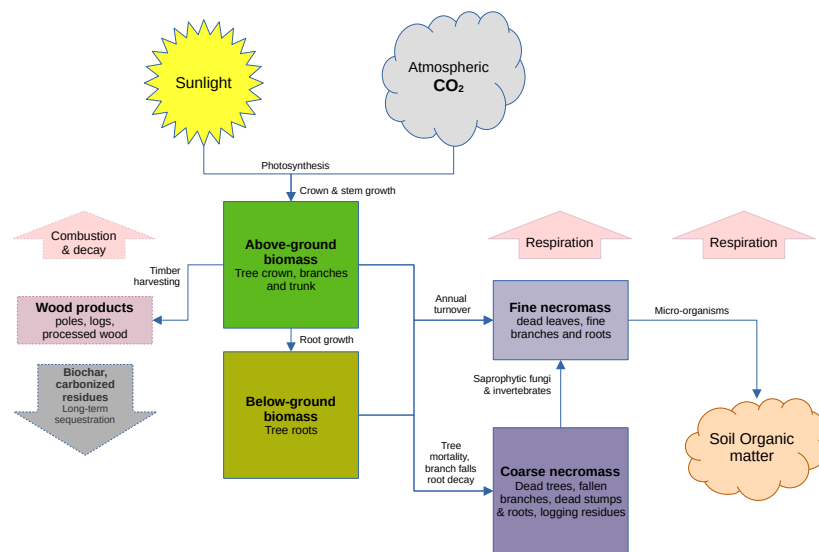 Sunlight
Atmospheric
CO₂
Photosynthesis
Crown & stem growth
Combustion
& decay
Above-ground
biomass
Tree crown, branches
and trunk
Respiration
Respiration
Timber
harvesting
Wood products
poles, logs,
processed wood
Annual
turnover
Fine necromass
dead leaves, fine
branches and roots
Micro-organisms
Root growth
Biochar,
carbonized
residues
Long-term
sequestration
Below-ground
biomass
Tree roots
Saprophytic fungi
& invertebrates
Tree
mortality,
branch falls
root decay
Coarse necromass
Dead trees, fallen
branches, dead stumps
& roots, logging residues
Soil Organic
matter